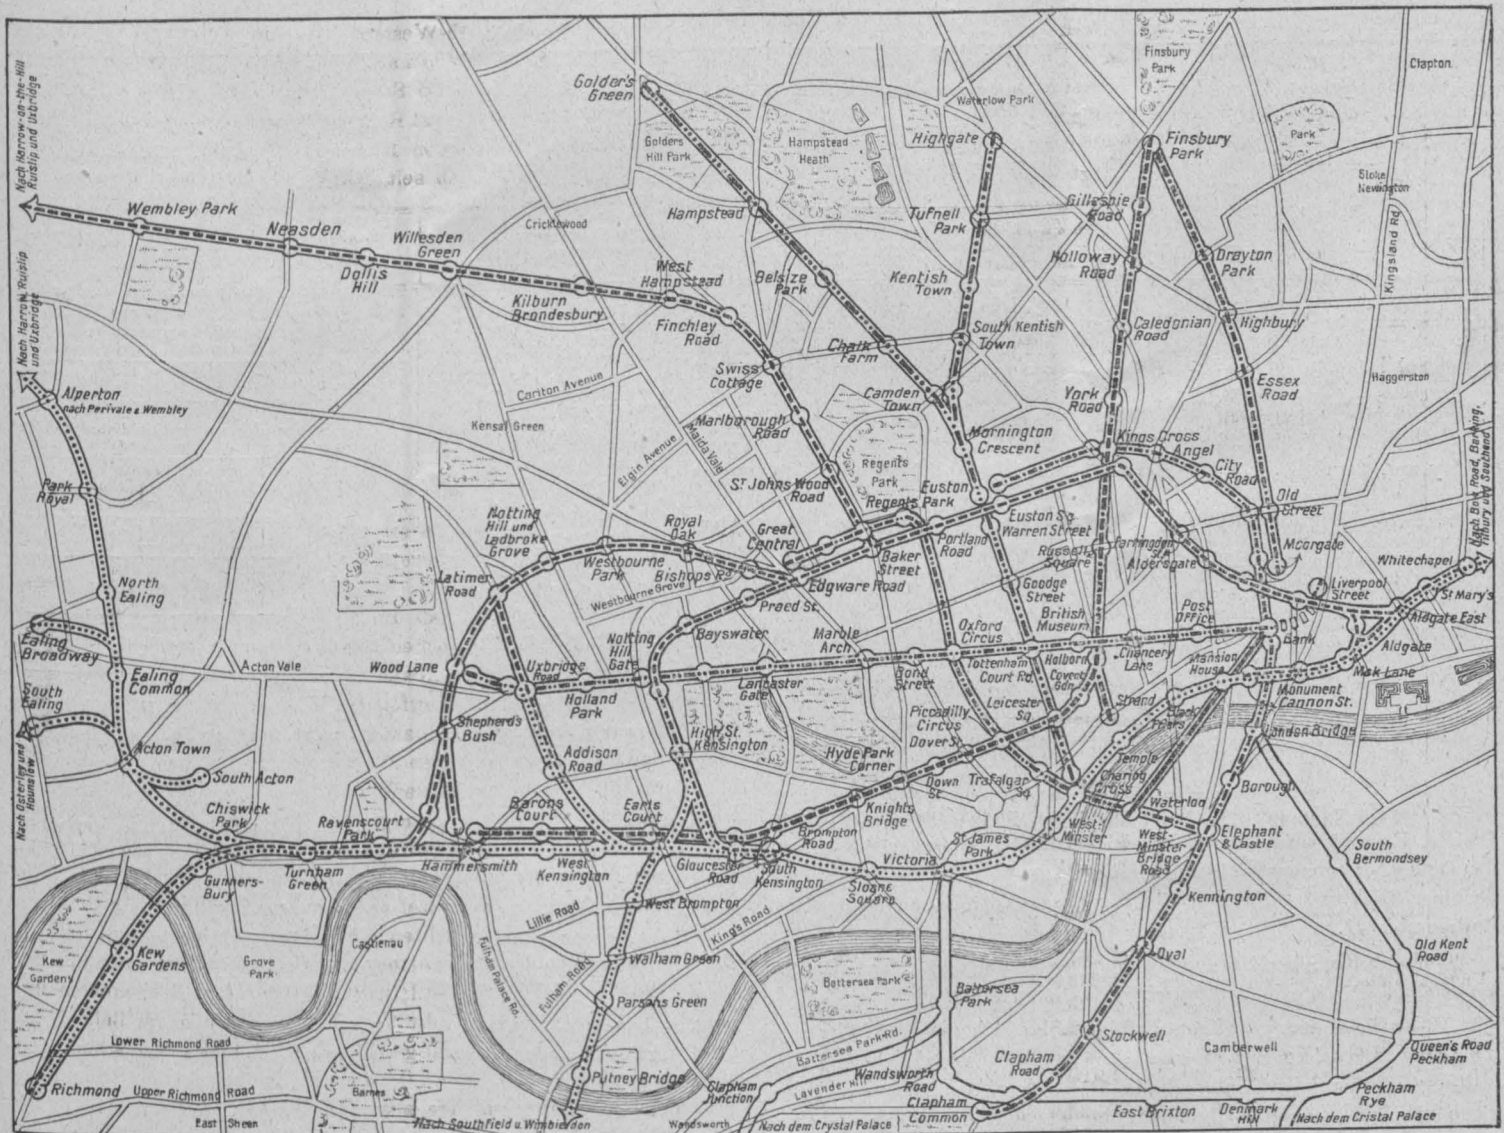 Nach Harrow-on-the-Hill
Ruislip und Uxbridge
Golder's
Green
Golders
Hill Park
Hampstead
Heath
Waterlow Park
Highgate
Finsbury
Park
Finsbury
Park
Clapton
Park
Stoke
Newington
Kingsland Rd.
Wembley Park
Neasden
Dollis
Hill
Willesden
Green
Cricklewood
Kilburn
Brondesbury
West
Hampstead
Finchley
Road
Hampstead
Belsize
Park
Tufnell
Park
Kentish
Town
South Kentish
Town
Gillespie
Road
Holloway
Road
Drayton
Park
Caledonian
Road
Highbury
Essex
Road
Haggerston
Nach Harrow, Ruislip
und Uxbridge
Alperton
nach Perivale & Wembley
Swiss
Cottage
Chalk
Farm
Camden
Town
York
Road
Carlton Avenue
Kensal Green
Elgin Avenue
Maida Vale
Marlborough
Road
Regents
Park
Mornington
Crescent
Kings Cross
Angel
City
Road
Old
Street
Park
Royal
St Johns Wood
Road
Regents Park
Euston
Euston Sq.
Warren Street
Notting
Hill und
Ladbroke
Grove
Royal
Oak
Great
Central
Portland
Road
Russell
Square
Farringdon
Aldersgate
Moorgate
Nach Bow Road, Barking,
Tilbury und Southend
Westbourne
Park
Bishops Rd
Edgware Road
Baker
Street
Goodge
Street
Whitechapel
Liverpool
Street
St Mary's
Aldgate East
Latimer
Road
Westbourne Grove
Praed St.
British
Museum
Post
Office
Bank
Aldgate
North
Ealing
Ealing
Broadway
Ealing
Common
Acton Vale
Wood Lane
Uxbridge
Road
Notting
Hill
Gate
Bayswater
Marble
Arch
Oxford
Circus
Tottenham
Court Rd.
Holborn
Chancery
Lane
Mansion
House
Mak Lane
Monument
Cannon St.
South
Ealing
Holland
Park
Lancaster
Gate
Bond
Street
Covent
Gdn
Leicester
Sq.
Strand
Black
Friars
London Bridge
Acton Town
South Acton
Nach Osterley und
Hounslow
Shepherd's
Bush
Addison
Road
High St.
Kensington
Hyde Park
Corner
Piccadilly
Circus
Dover St
Down
St
Trafalgar
Sq
Temple
Charing
Cross
Waterloo
Borough
Chiswick
Park
Ravenscourt
Park
Barons
Court
Earls
Court
Brompton
Road
Knights
Bridge
St James
Park
West-
Minster
West-
Minster
Bridge
Road
Elephant
& Castle
South
Bermondsey
Gunners-
Bury
Turnham
Green
Hammersmith
West
Kensington
Gloucester
Road
South
Kensington
Sloane
Square
Victoria
Kennington
Kew
Gardens
Kew
Gardens
Grove
Park
Castlenau
Lillie Road
West Brompton
King's Road
Fulham Road
Fulham Palace Rd.
Walham Green
Parsons Green
Battersea Park
Battersea
Park
Oval
Old Kent
Road
Lower Richmond Road
Richmond
Upper Richmond Road
Barnes
East Sheen
Putney Bridge
Nach Southfield u. Wimbledon
Battersea Park Rd.
Lavender Hill
Clapham
Junction
Wandsworth
Wandsworth
Road
Clapham
Road
Clapham
Common
Nach dem Crystal Palace
Stockwell
Camberwell
East Brixton
Denmark
Hill
Queen's Road
Peckham
Peckham
Rye
Nach dem Cristal Palace